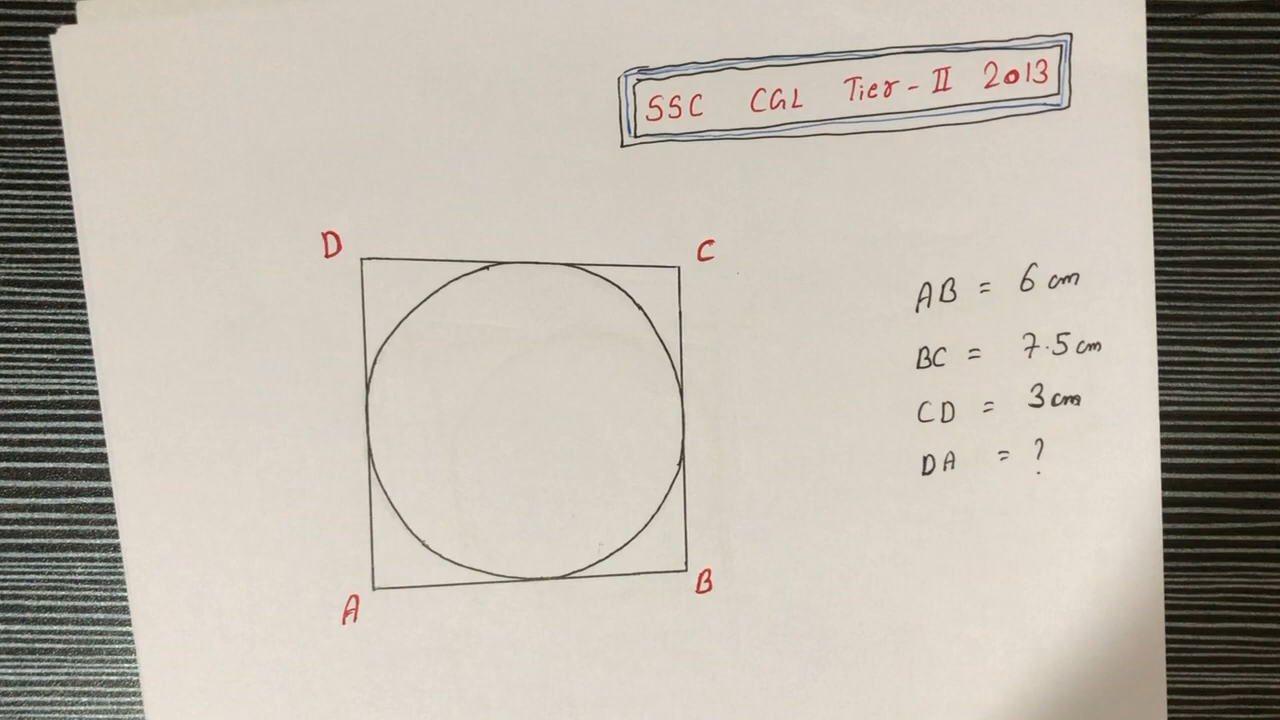 SSC CGL Tier-II 2013
D C
AB = 6 cm
BC = 7.5 cm
CD = 3 cm
DA = ?
A B